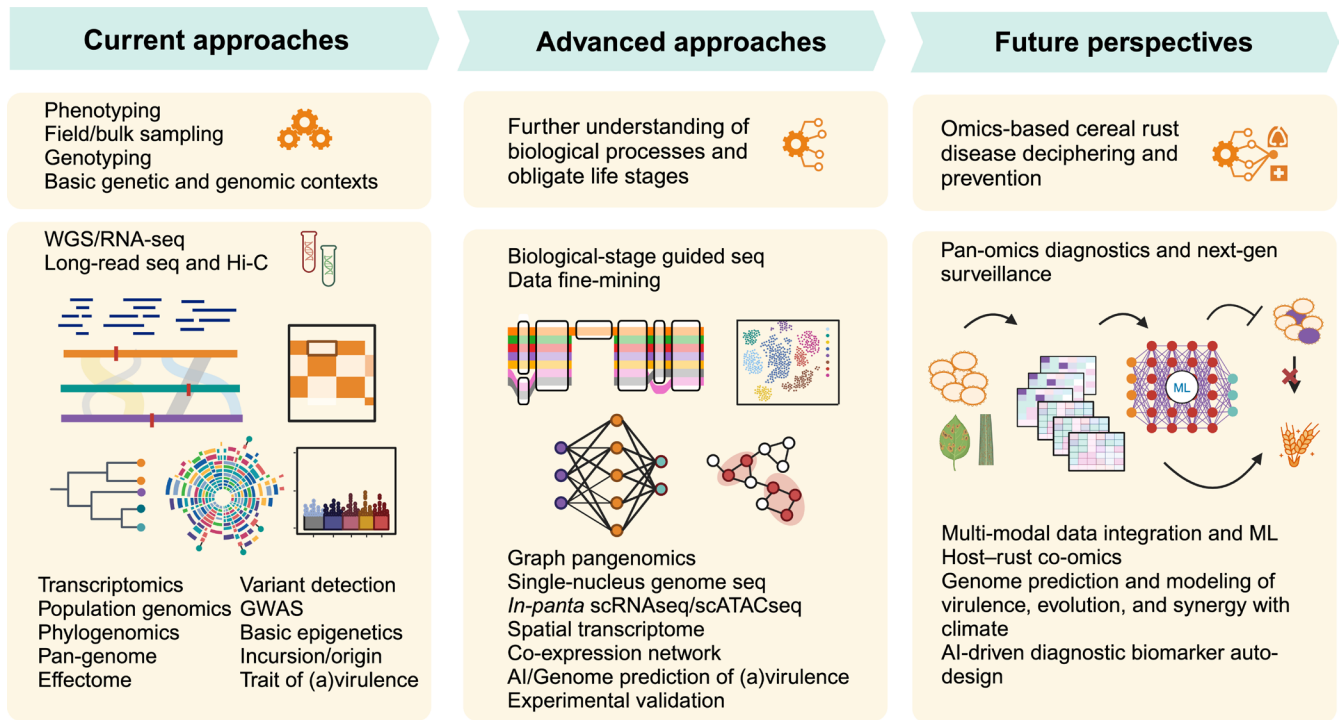 Current approaches
Phenotyping
Field/bulk sampling
Genotyping
Basic genetic and genomic contexts
WGS/RNA-seq
Long-read seq and Hi-C
Transcriptomics
Population genomics
Phylogenomics
Pan-genome
Effectome
Variant detection
GWAS
Basic epigenetics
Incursion/origin
Trait of (a)virulence
Advanced approaches
Further understanding of
biological processes and
obligate life stages
Biological-stage guided seq
Data fine-mining
Graph pangenomics
Single-nucleus genome seq
In-panta scRNAseq/scATACseq
Spatial transcriptome
Co-expression network
AI/Genome prediction of (a)virulence
Experimental validation
Future perspectives
Omics-based cereal rust
disease deciphering and
prevention
Pan-omics diagnostics and next-gen
surveillance
ML
Multi-modal data integration and ML
Host–rust co-omics
Genome prediction and modeling of
virulence, evolution, and synergy with
climate
AI-driven diagnostic biomarker auto-
design